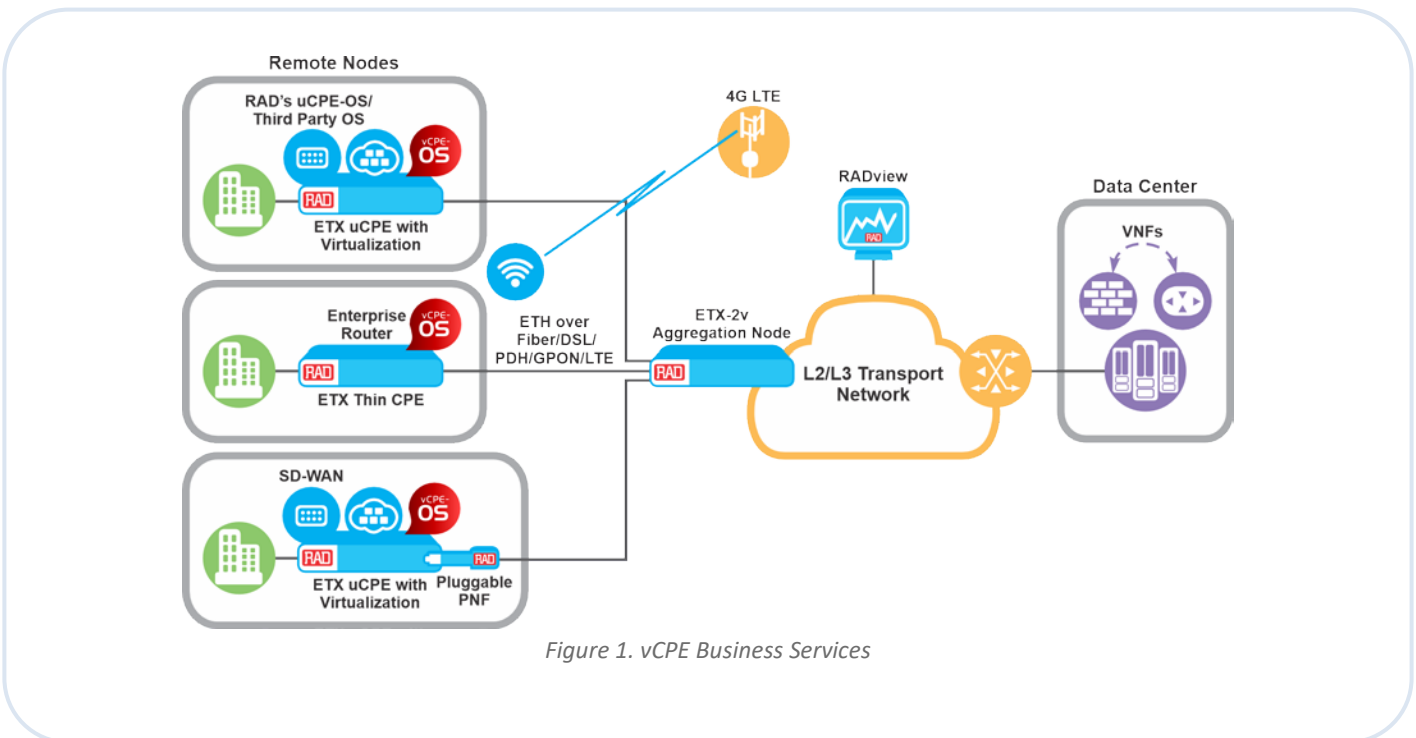 Remote Nodes
RAD's uCPE-OS/
Third Party OS
vCPE-
OS
RAD
ETX uCPE with
Virtualization
4G LTE
Enterprise
Router
vCPE-
OS
RAD
ETX Thin CPE
ETH over
Fiber/DSL/
PDH/GPON/LTE
SD-WAN
vCPE-
OS
RAD
RAD
ETX uCPE with
Virtualization
Pluggable
PNF
ETX-2v
Aggregation Node
RAD
RADview
RAD
L2/L3 Transport
Network
Data Center
VNFs
Figure 1. vCPE Business Services